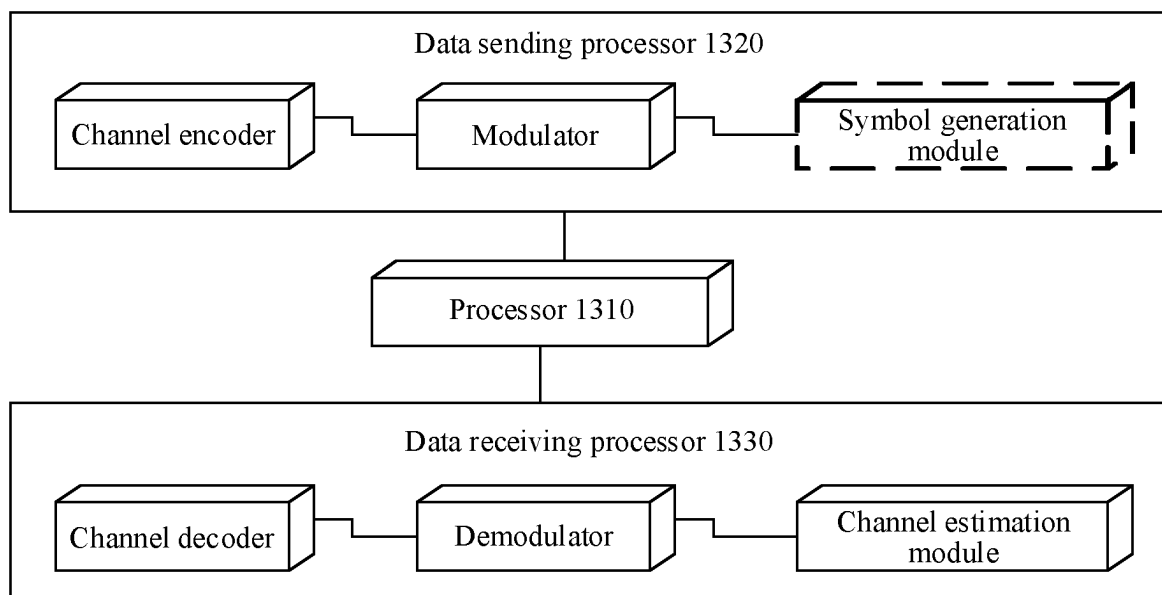 Data sending processor 1320
Channel encoder
Modulator
Symbol generation
module
Processor 1310
Data receiving processor 1330
Channel decoder
Demodulator
Channel estimation
module